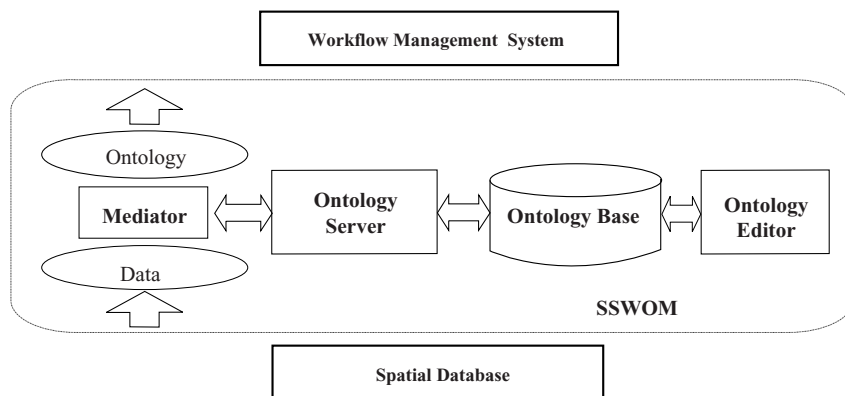 Workflow Management System
Ontology
Mediator
Ontology
Server
Ontology Base
Ontology
Editor
Data
SSWOM
Spatial Database